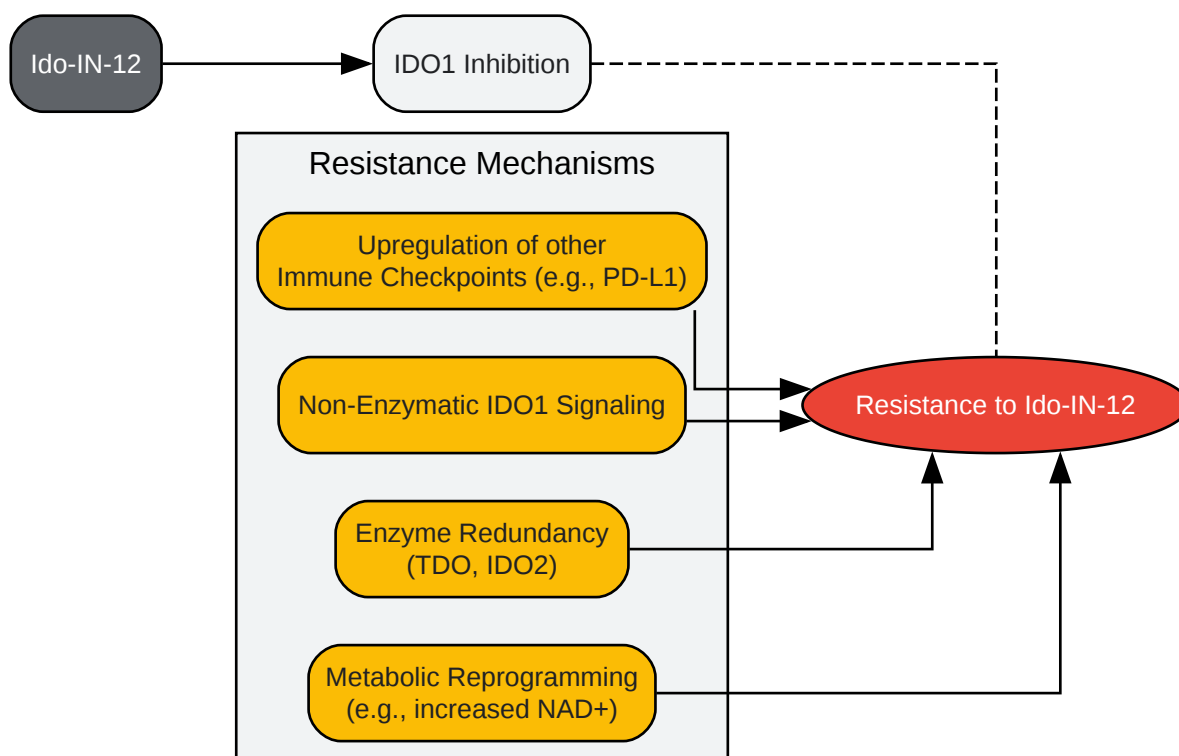 Ido-IN-12
IDO1 Inhibition
Resistance Mechanisms
Upregulation of other
Immune Checkpoints (e.g., PD-L1)
Non-Enzymatic IDO1 Signaling
Resistance to Ido-IN-12
Enzyme Redundancy
(TDO, IDO2)
Metabolic Reprogramming
(e.g., increased NAD+)